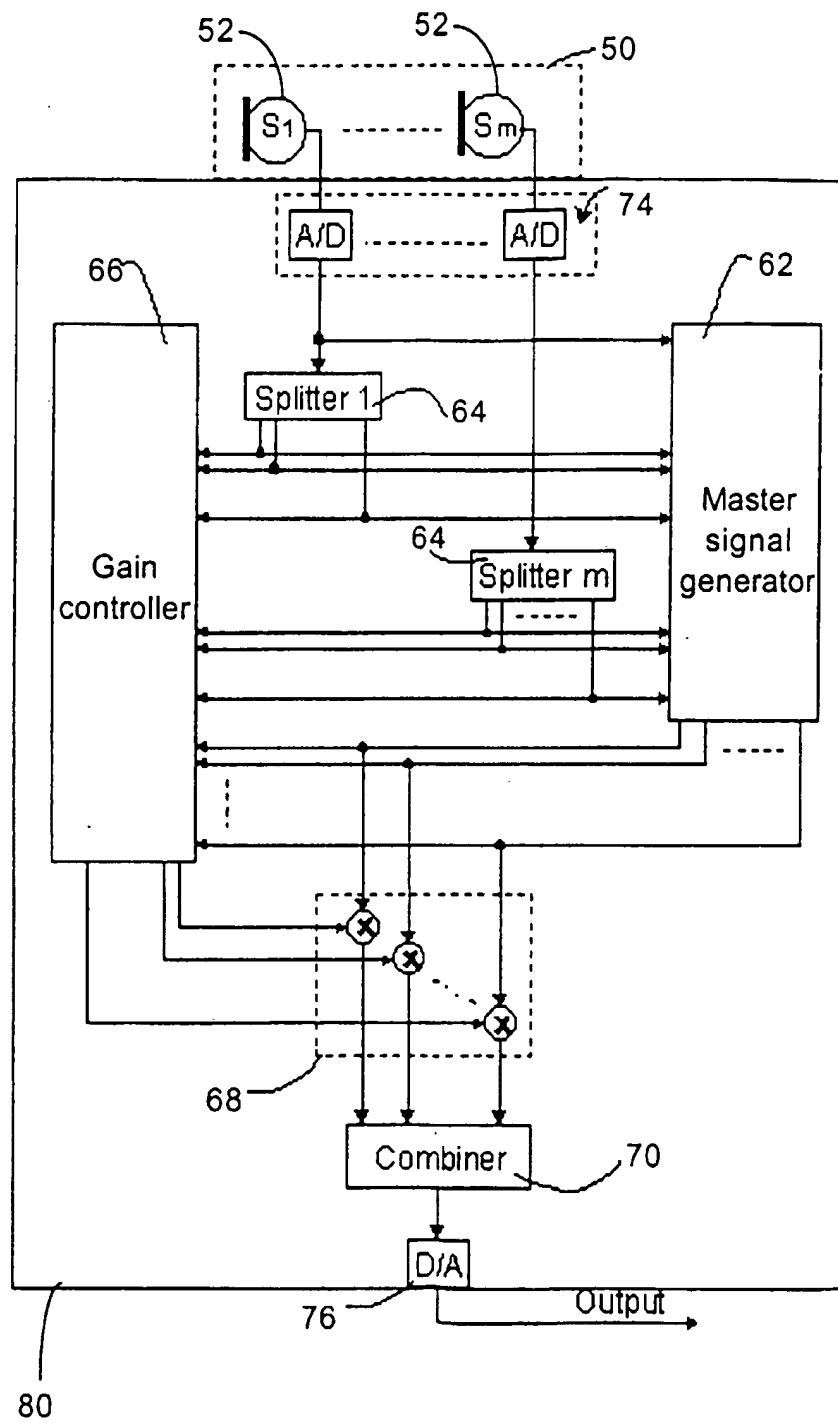 52
52
50
S1
Sm
A/D
A/D
74
66
62
Splitter 1
64
Master
signal
generator
64
Splitter m
Gain
controller
X
X
X
68
Combiner
70
D/A
76
Output
80